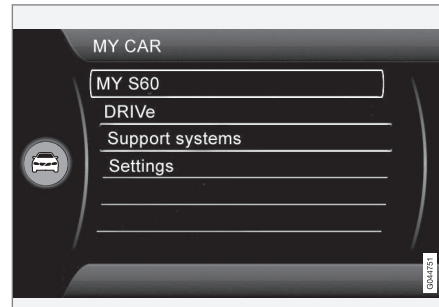 MY CAR
MY S60
DRIVe
Support systems
Settings
G044751